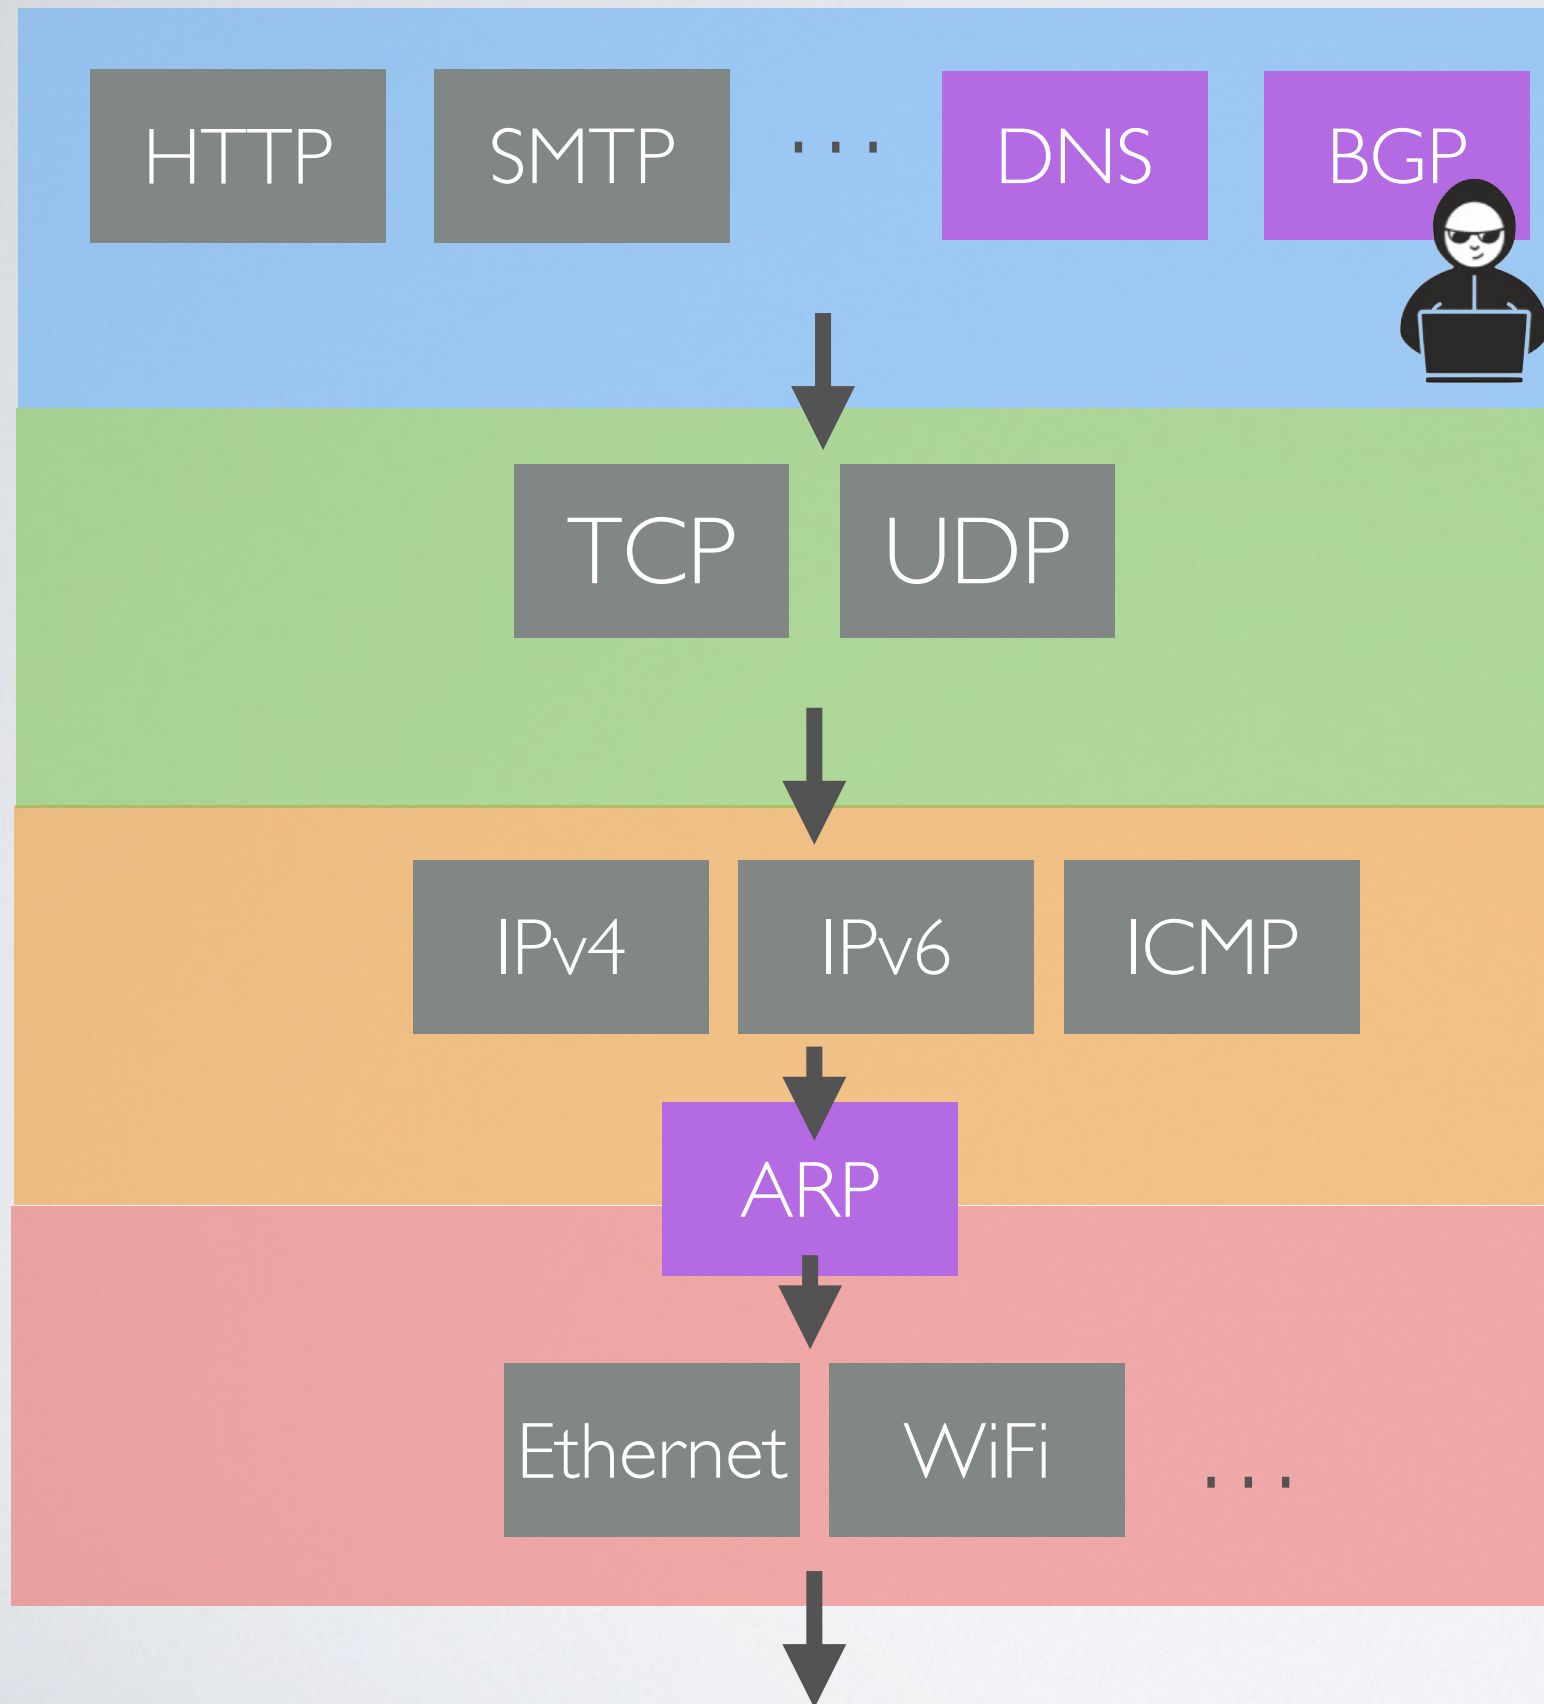 HTTP SMTP ... DNS BGP
TCP UDP
IPv4 IPv6 ICMP
ARP
Ethernet WiFi ...